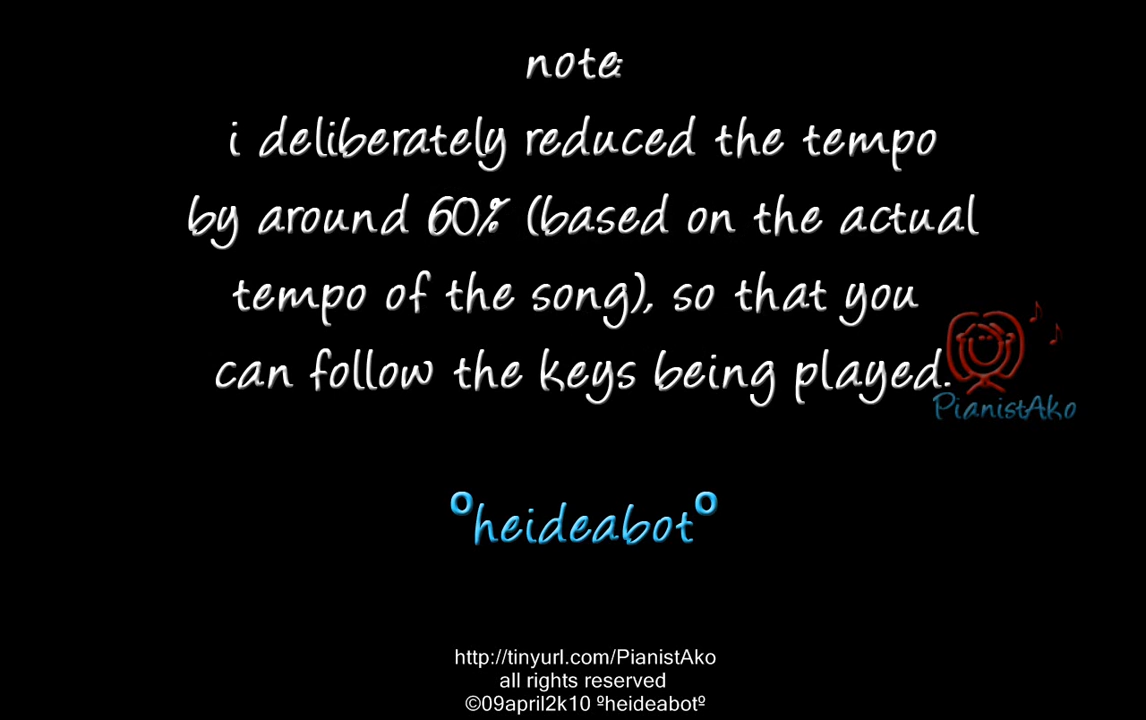 note:
i deliberately reduced the tempo
by around 60% (based on the actual
tempo of the song), so that you
can follow the keys being played.
PianistAko
ºheideabotº
http://tinyurl.com/PianistAko
all rights reserved
©09april2k10 ºheideabotº